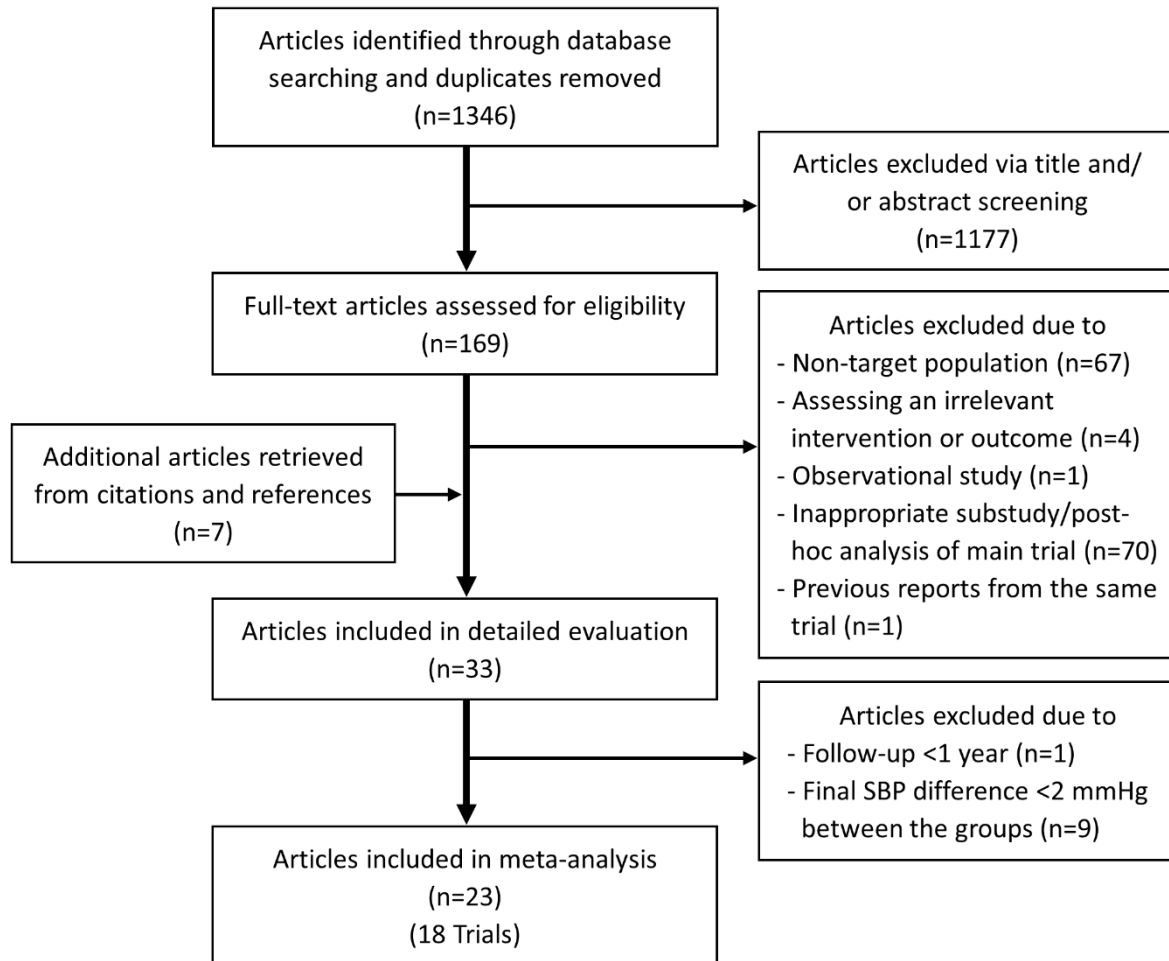 Articles identified through database
searching and duplicates removed
(n=1346)
Articles excluded via title and/
or abstract screening
(n=1177)
Full-text articles assessed for eligibility
(n=169)
Articles excluded due to
- Non-target population (n=67)
- Assessing an irrelevant
intervention or outcome (n=4)
- Observational study (n=1)
- Inappropriate substudy/post-
hoc analysis of main trial (n=70)
- Previous reports from the same
trial (n=1)
Additional articles retrieved
from citations and references
(n=7)
Articles included in detailed evaluation
(n=33)
Articles excluded due to
- Follow-up <1 year (n=1)
- Final SBP difference <2 mmHg
between the groups (n=9)
Articles included in meta-analysis
(n=23)
(18 Trials)